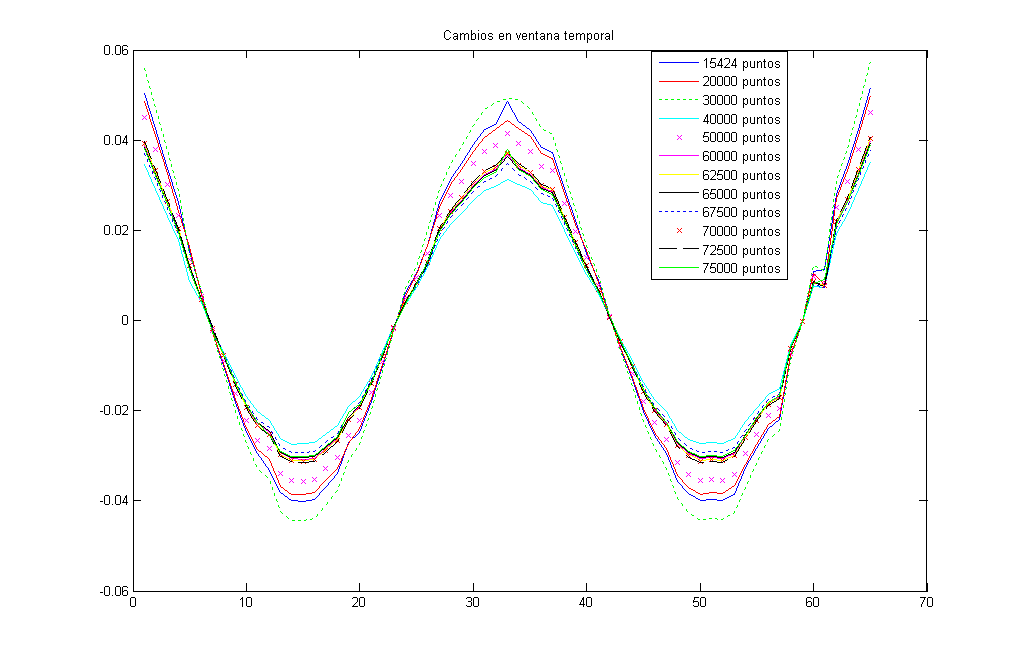 Cambios en ventana temporal
0.06
0.04
0.02
0
-0.02
-0.04
-0.06
0 10 20 30 40 50 60 70
15424 puntos
20000 puntos
30000 puntos
40000 puntos
50000 puntos
60000 puntos
62500 puntos
65000 puntos
67500 puntos
70000 puntos
72500 puntos
75000 puntos